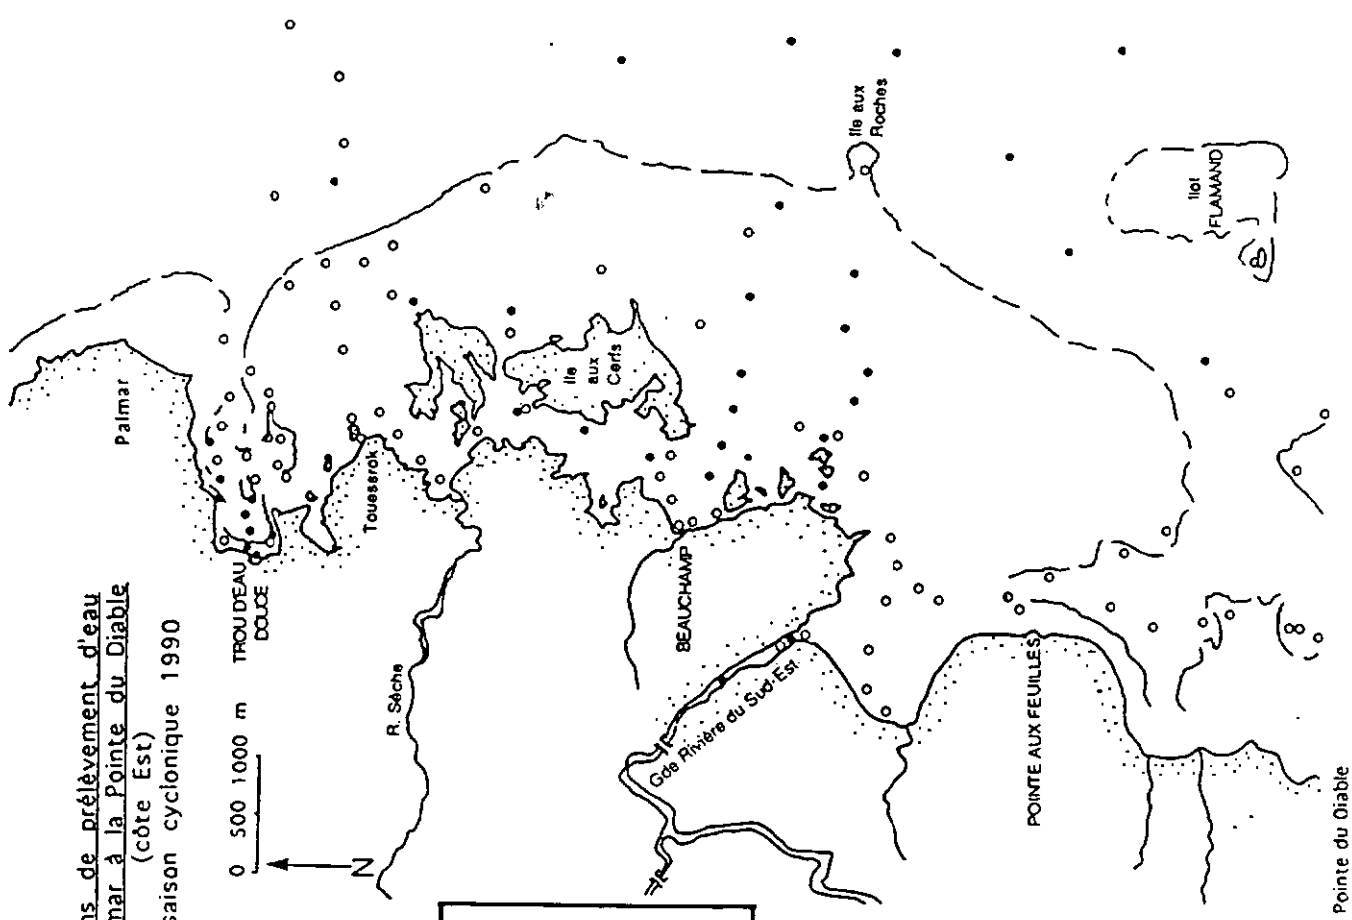 ns de prélèvement d'eau
mar à la Pointe du Diable
(côte Est)
saison cyclonique 1990
0 500 1000 m
N
Palmar
TROU D'EAU
DOUCE
Touessrok
R. Sèche
Ile
aux
Cerfs
BEAUCHAMP
Gde Rivière du Sud-Est
Ile aux
Roches
Ilot
FLAMAND
POINTE AUX FEUILLES
Pointe du Diable